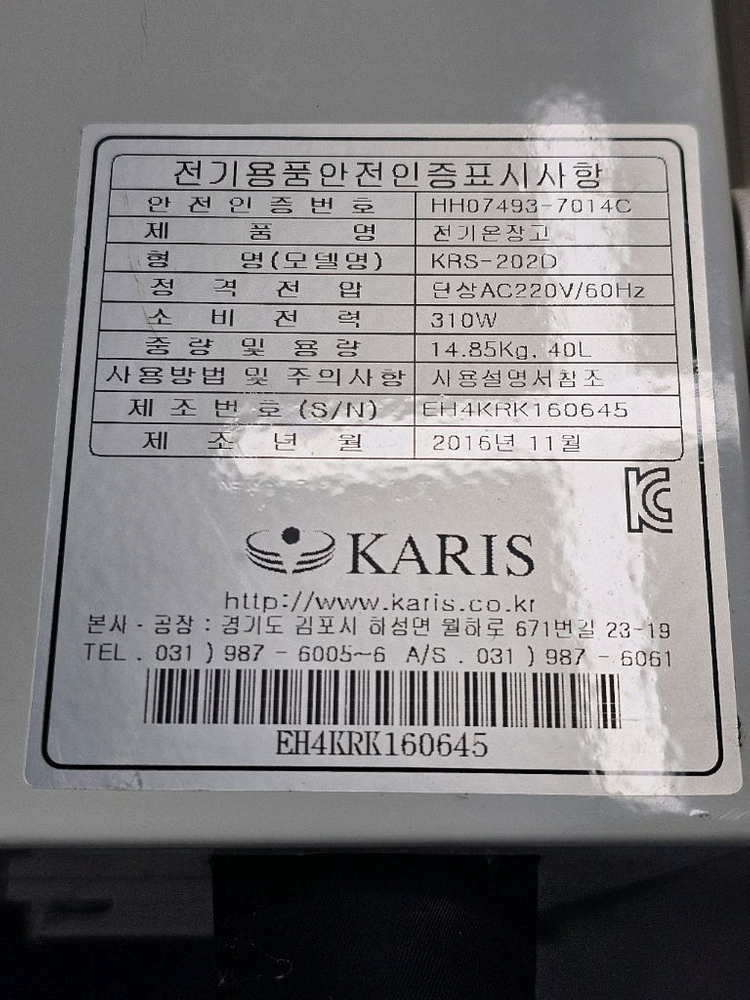 전기용품안전인증표시사항
안전인증번호 HH07493-7014C
제품명 전기온장고
형명(모델명) KRS-202D
정격전압 단상AC220V/60Hz
소비전력 310W
중량 및 용량 14.85Kg, 40L
사용방법 및 주의사항 사용설명서참조
제조번호(S/N) EH4KRK160645
제조년월 2016년 11월
KC
KARIS
http://www.karis.co.kr
본사 - 공장 : 경기도 김포시 하성면 월하로 671번길 23-19
TEL . 031 ) 987 - 6005~6 A/S . 031 ) 987 - 6061
EH4KRK160645